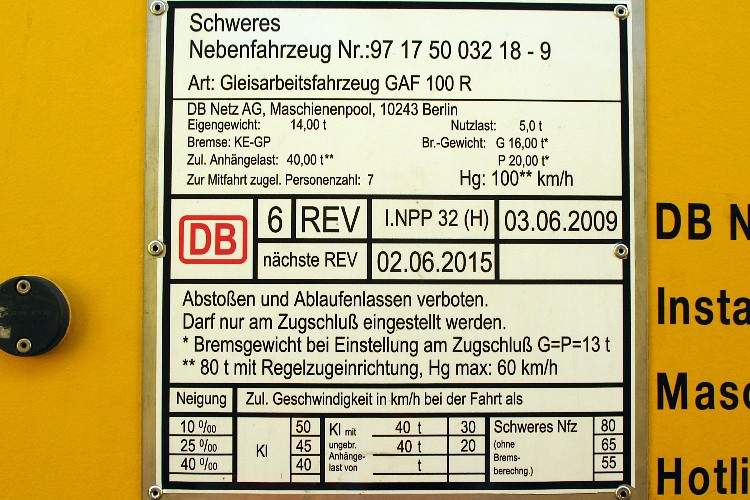 Schweres
Nebenfahrzeug Nr.:97 17 50 032 18 - 9
Art: Gleisarbeitsfahrzeug GAF 100 R
DB Netz AG, Maschienenpool, 10243 Berlin
Eigengewicht: 14,00 t Nutzlast: 5,0 t
Bremse: KE-GP Br.-Gewicht: G 16,00 t*
Zul. Anhängelast: 40,00 t** P 20,00 t*
Zur Mitfahrt zugel. Personenzahl: 7 Hg: 100** km/h
DB 6 REV I.NPP 32 (H) 03.06.2009
nächste REV 02.06.2015
Abstoßen und Ablaufenlassen verboten.
Darf nur am Zugschluß eingestellt werden.
* Bremsgewicht bei Einstellung am Zugschluß G=P=13 t
** 80 t mit Regelzugeinrichtung, Hg max: 60 km/h
Neigung Zul. Geschwindigkeit in km/h bei der Fahrt als
10 ‰ Kl 50 Kl mit 40 t 30 Schweres Nfz 80
25 ‰ 45 ungebr. 40 t 20 (ohne 65
Anhänge- Brems-
40 ‰ 40 last von t berechng.) 55
DB N
Insta
Masc
Hotli